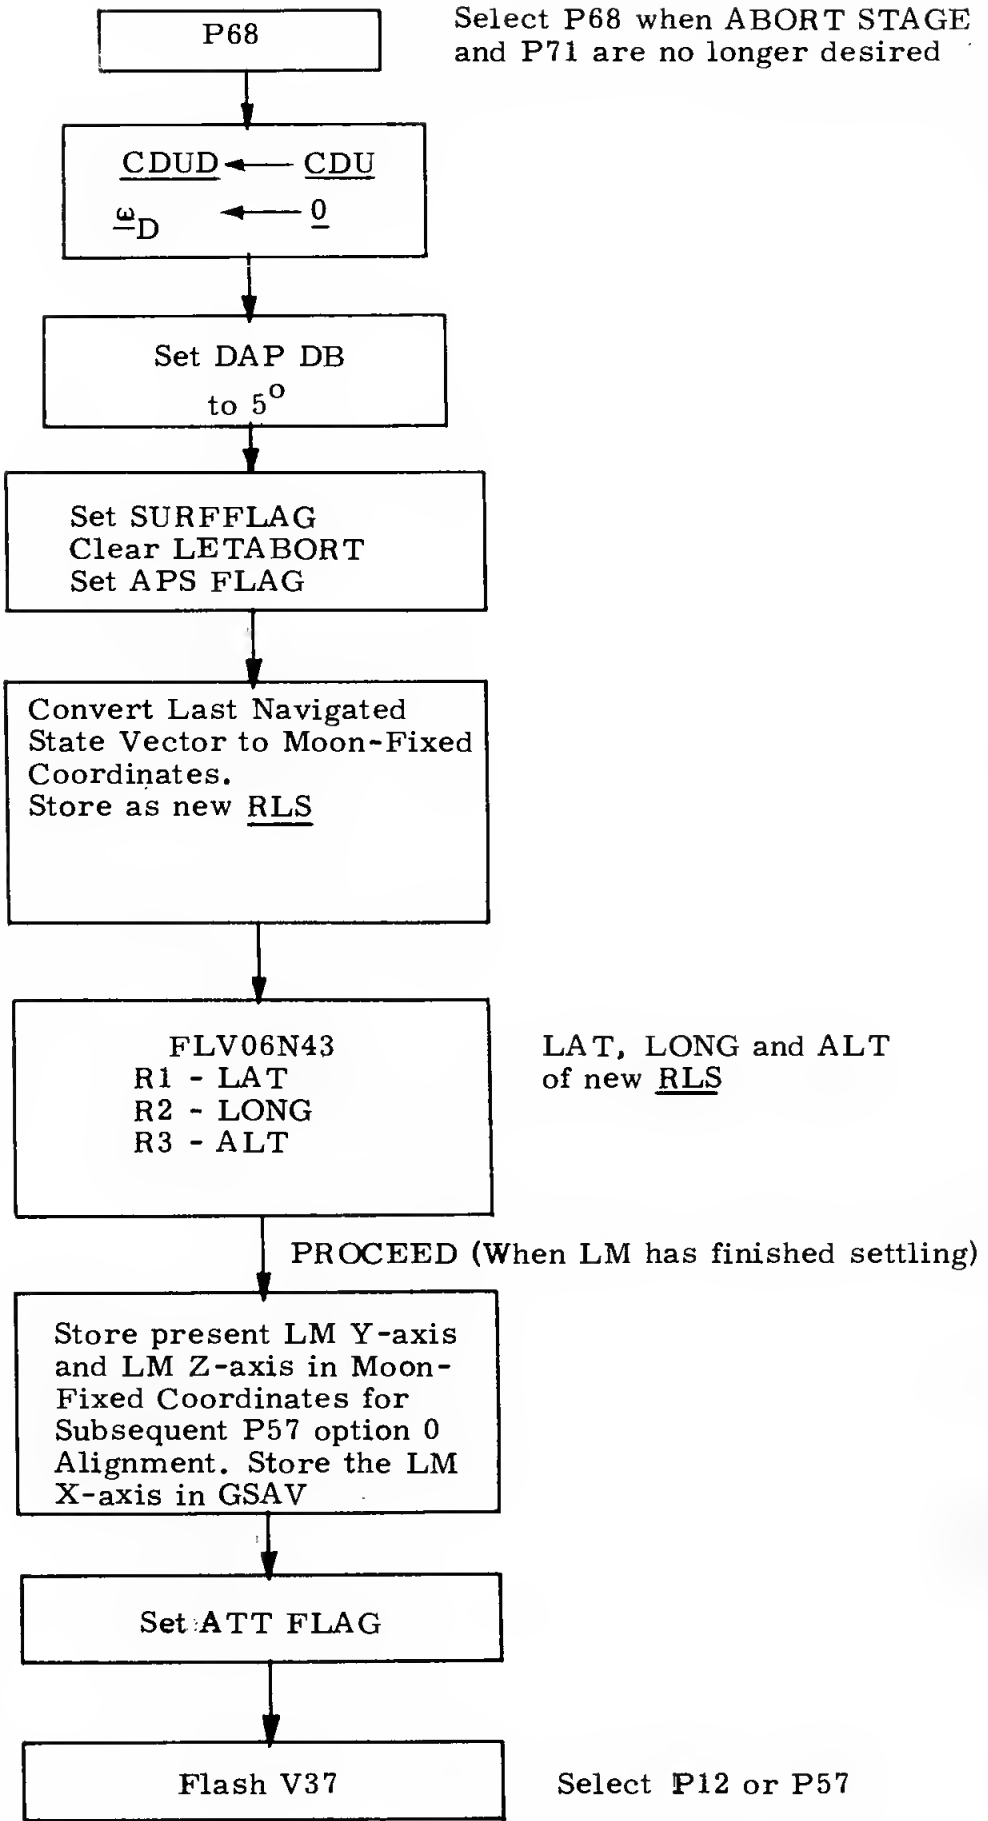 P68
Select P68 when ABORT STAGE
and P71 are no longer desired
CDUD ← CDU
ω_D ← 0
Set DAP DB
to 5°
Set SURFFLAG
Clear LETABORT
Set APS FLAG
Convert Last Navigated
State Vector to Moon-Fixed
Coordinates.
Store as new RLS
FLV06N43
R1 - LAT
R2 - LONG
R3 - ALT
LAT, LONG and ALT
of new RLS
PROCEED (When LM has finished settling)
Store present LM Y-axis
and LM Z-axis in Moon-
Fixed Coordinates for
Subsequent P57 option 0
Alignment. Store the LM
X-axis in GSAV
Set ATT FLAG
Flash V37
Select P12 or P57